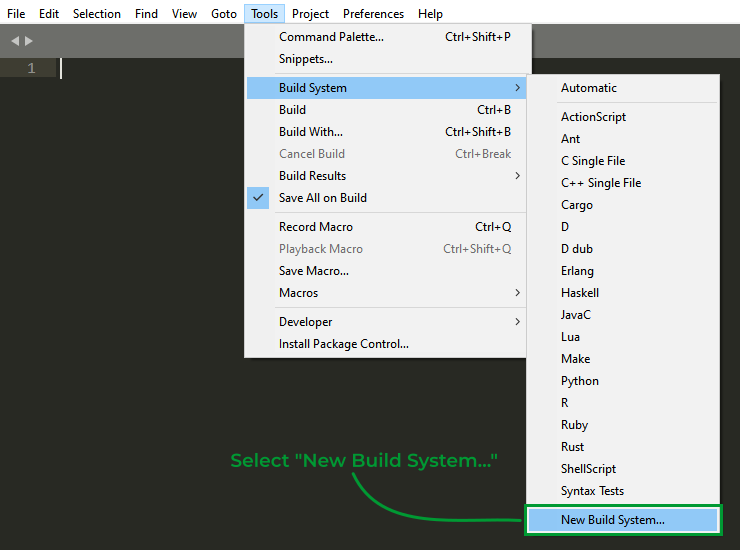 File Edit Selection Find View Goto Tools Project Preferences Help
1
Command Palette... Ctrl+Shift+P
Snippets...
Build System
Build Ctrl+B
Build With... Ctrl+Shift+B
Cancel Build Ctrl+Break
Build Results
Save All on Build
Record Macro Ctrl+Q
Playback Macro Ctrl+Shift+Q
Save Macro...
Macros
Developer
Install Package Control...
Automatic
ActionScript
Ant
C Single File
C++ Single File
Cargo
D
D dub
Erlang
Haskell
JavaC
Lua
Make
Python
R
Ruby
Rust
ShellScript
Syntax Tests
New Build System...
Select "New Build System..."